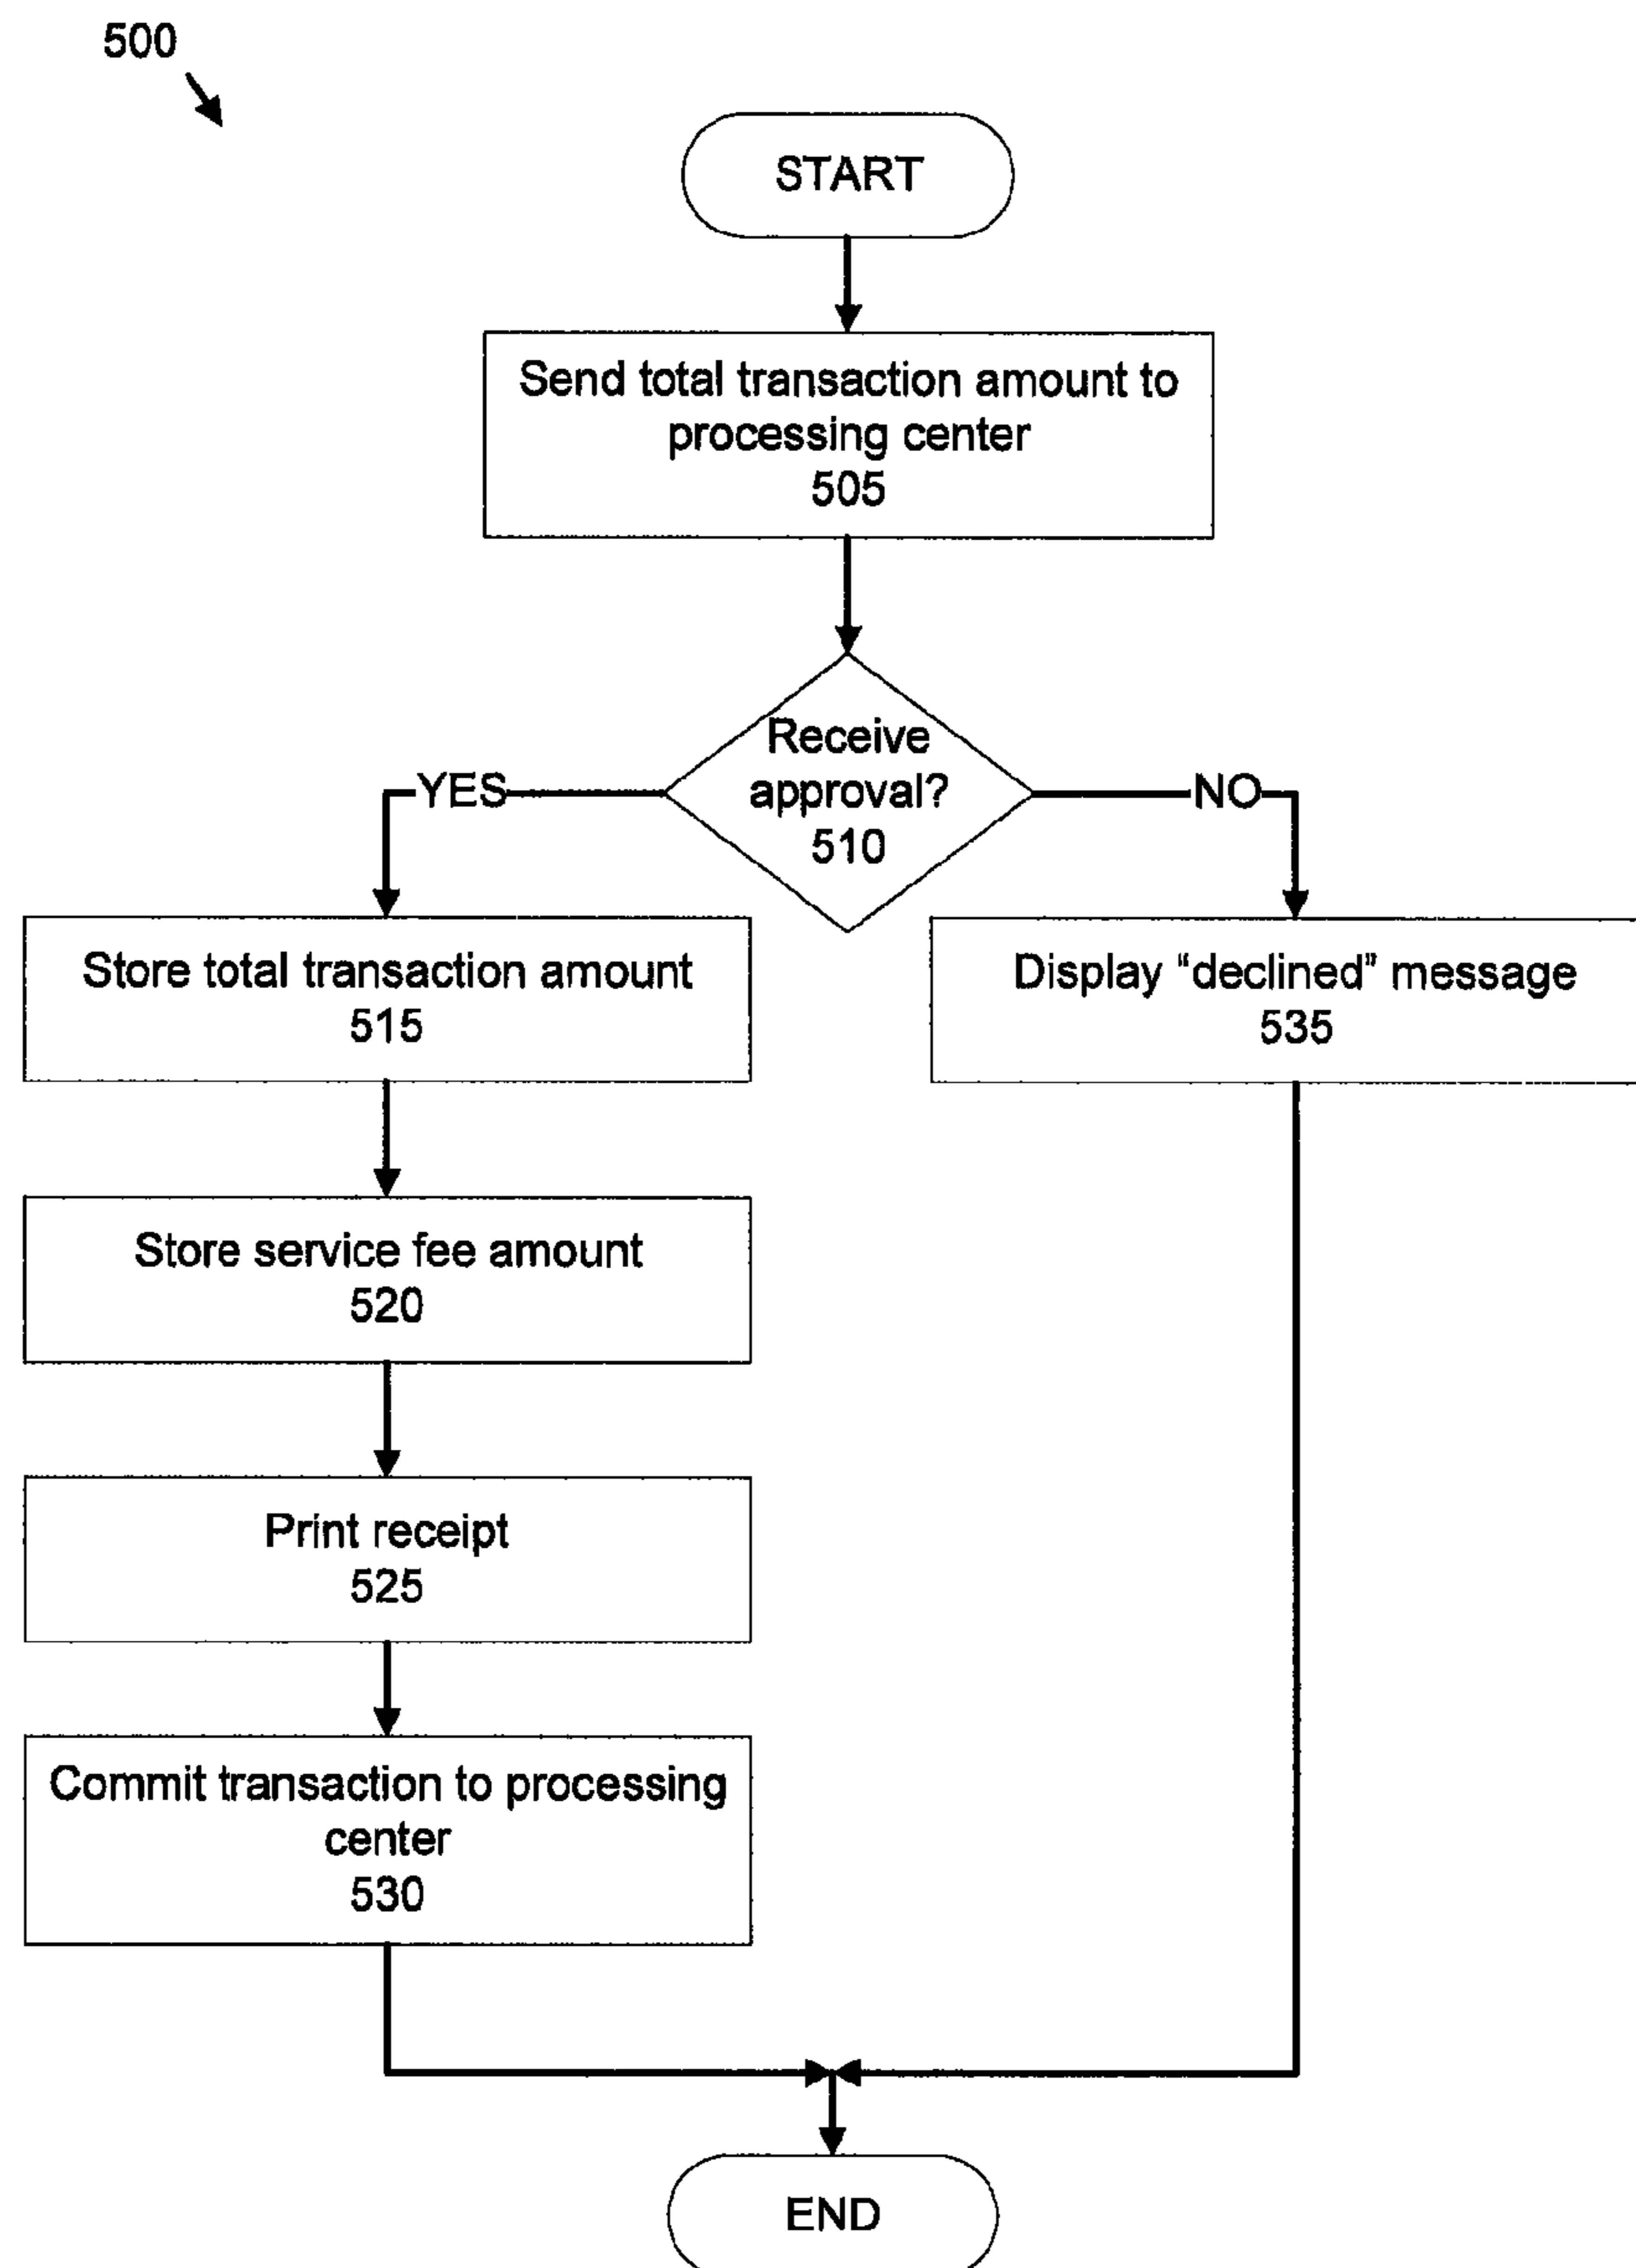 500
START
Send total transaction amount to
processing center
505
Receive
approval?
510
YES
NO
Store total transaction amount
515
Display “declined” message
535
Store service fee amount
520
Print receipt
525
Commit transaction to processing
center
530
END